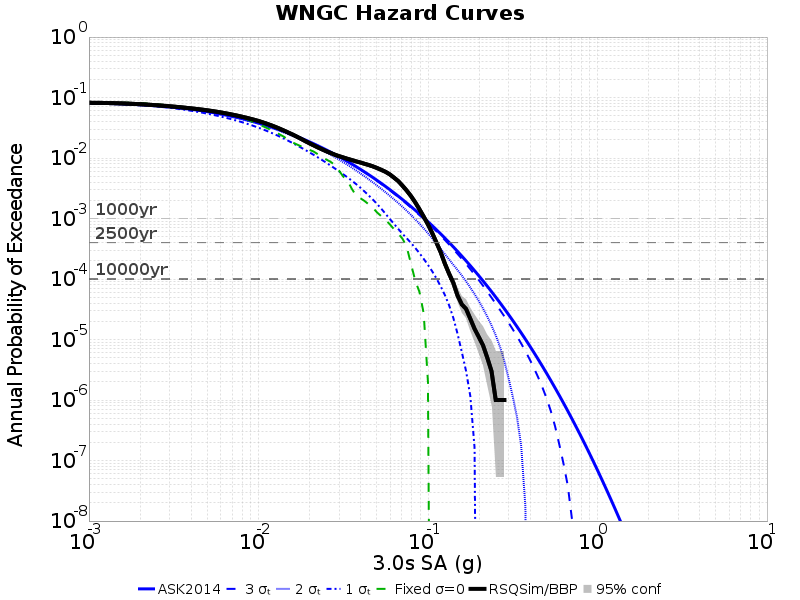 WNGC Hazard Curves
Annual Probability of Exceedance
10^0
10^-1
10^-2
10^-3
10^-4
10^-5
10^-6
10^-7
10^-8
1000yr
2500yr
10000yr
10^-3 10^-2 10^-1 10^0 10^1
3.0s SA (g)
ASK2014 3 σₜ 2 σₜ 1 σₜ Fixed σ=0 RSQSim/BBP 95% conf